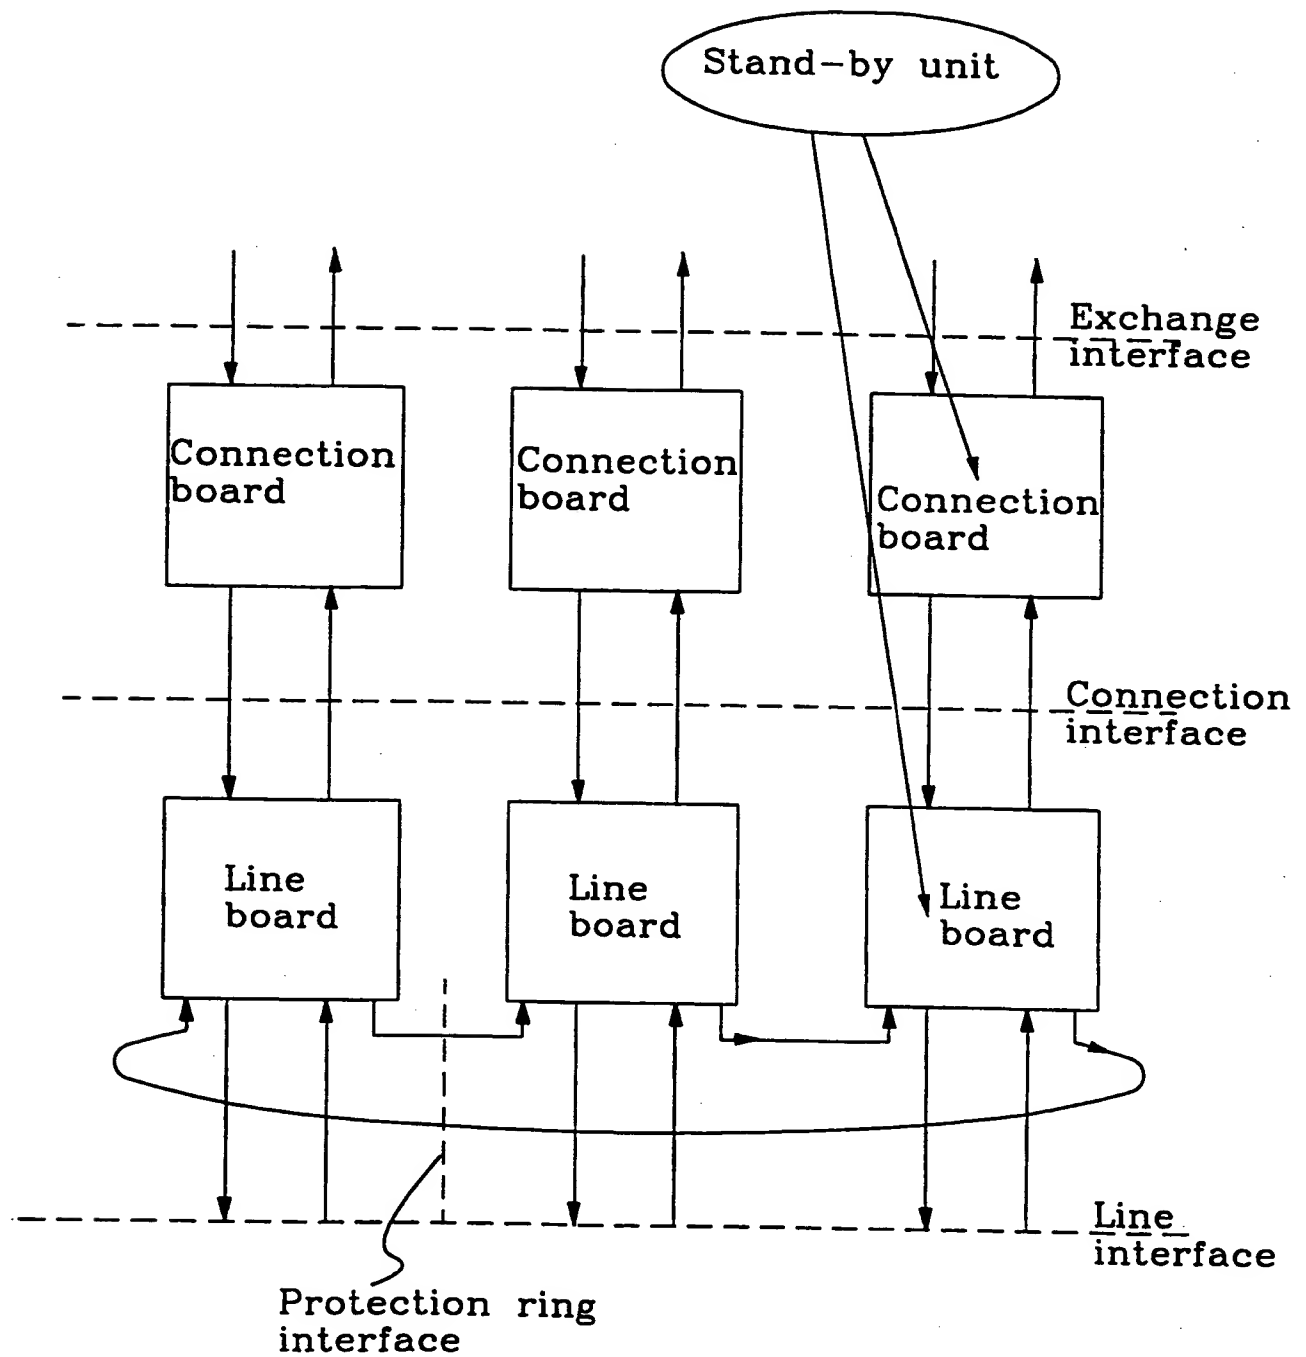 Stand-by unit
Exchange
interface
Connection
board
Connection
board
Connection
board
Connection
interface
Line
board
Line
board
Line
board
Line
interface
Protection ring
interface